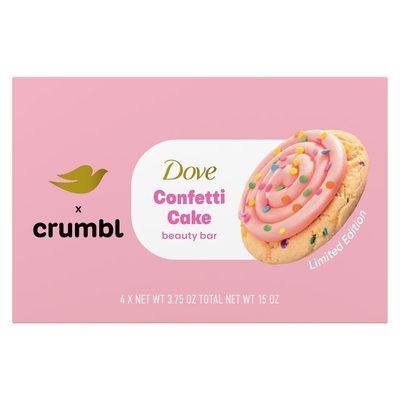 x
crumbl
Dove
Confetti
Cake
beauty bar
Limited Edition
4 X NET WT 3.75 OZ TOTAL NET WT 15 OZ